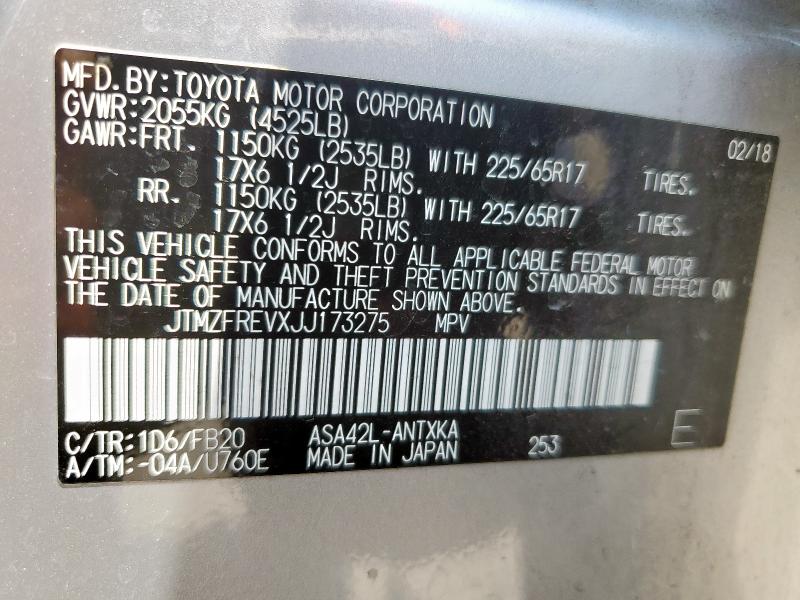 MFD. BY: TOYOTA MOTOR CORPORATION 02/18
GVWR: 2055KG (4525LB)
GAWR: FRT. 1150KG (2535LB) WITH 225/65R17 TIRES.
17X6 1/2J RIMS.
RR. 1150KG (2535LB) WITH 225/65R17 TIRES.
17X6 1/2J RIMS.
THIS VEHICLE CONFORMS TO ALL APPLICABLE FEDERAL MOTOR
VEHICLE SAFETY AND THEFT PREVENTION STANDARDS IN EFFECT ON
THE DATE OF MANUFACTURE SHOWN ABOVE.
JTMZFREVXJJ173275 MPV
C/TR: 1D6/FB20 ASA42L-ANTXKA
A/TM: -04A/U760E MADE IN JAPAN 253 E